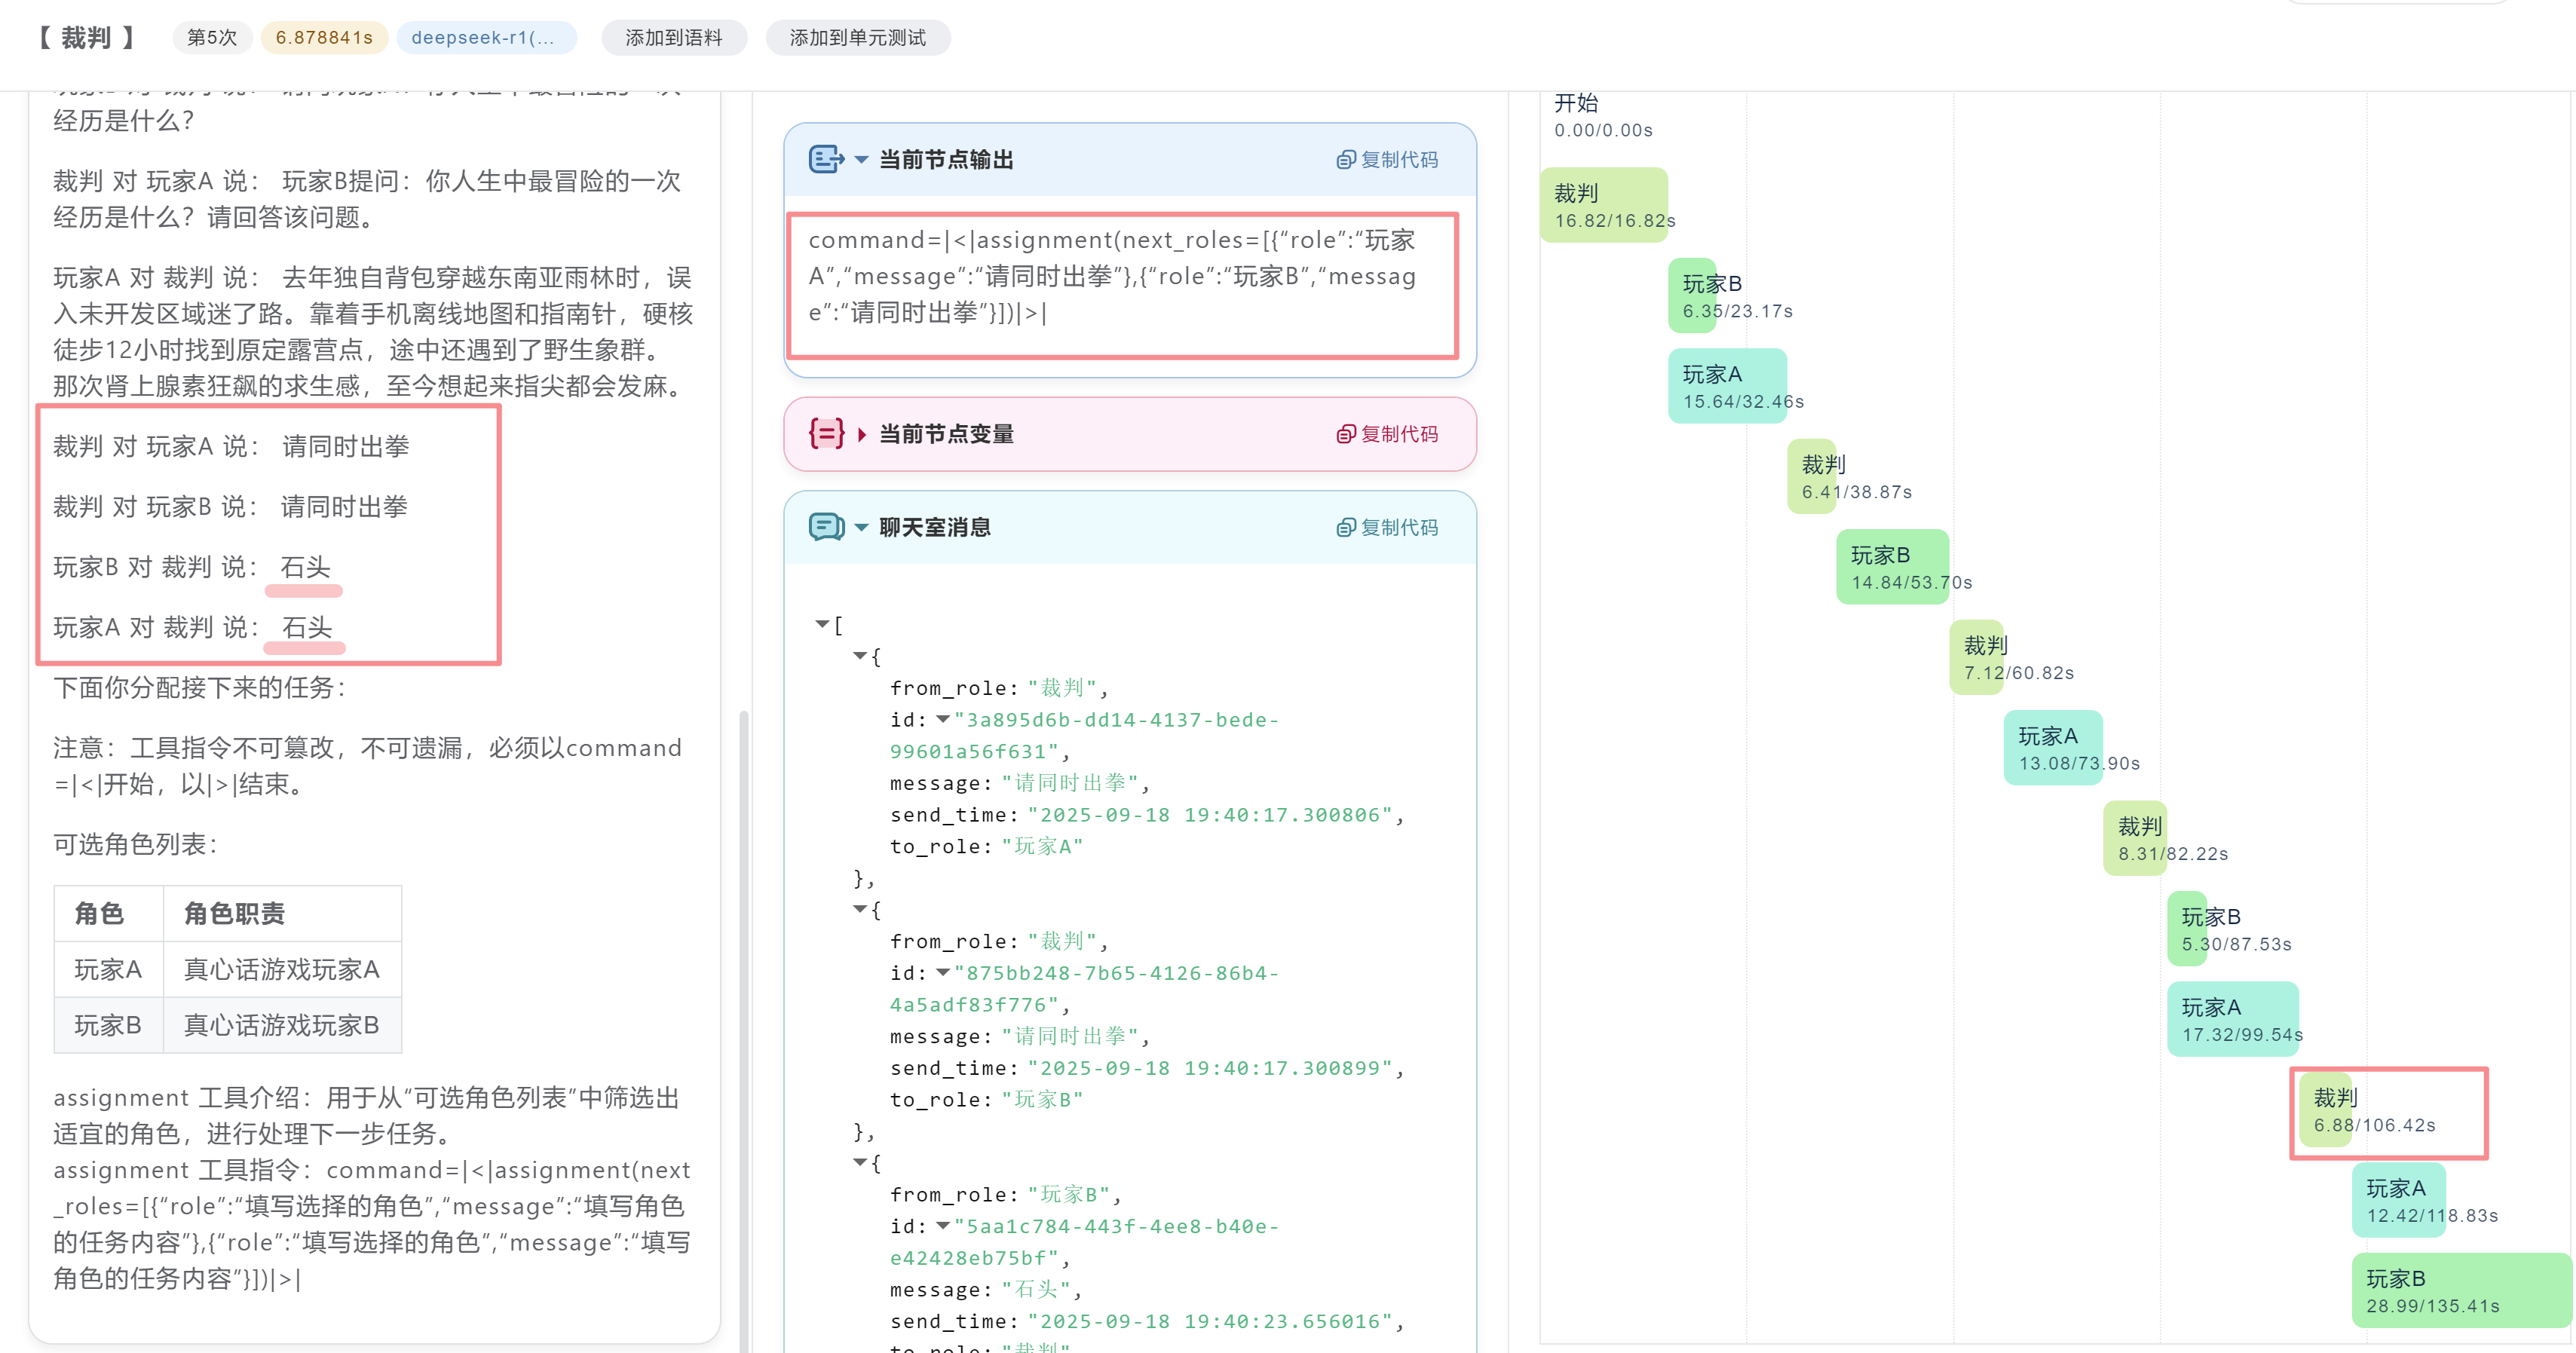 【 裁判 】 第5次 6.878841s deepseek-r1(... 添加到语料 添加到单元测试
经历是什么？
裁判 对 玩家A 说： 玩家B提问：你人生中最冒险的一次
经历是什么？请回答该问题。
玩家A 对 裁判 说： 去年独自背包穿越东南亚雨林时，误
入未开发区域迷了路。靠着手机离线地图和指南针，硬核
徒步12小时找到原定露营点，途中还遇到了野生象群。
那次肾上腺素狂飙的求生感，至今想起来指尖都会发麻。
裁判 对 玩家A 说： 请同时出拳
裁判 对 玩家B 说： 请同时出拳
玩家B 对 裁判 说： 石头
玩家A 对 裁判 说： 石头
下面你分配接下来的任务：
注意：工具指令不可篡改，不可遗漏，必须以command
=|<|开始，以|>|结束。
可选角色列表：
角色 角色职责
玩家A 真心话游戏玩家A
玩家B 真心话游戏玩家B
assignment 工具介绍：用于从“可选角色列表”中筛选出
适宜的角色，进行处理下一步任务。
assignment 工具指令：command=|<|assignment(next
_roles=[{“role”:“填写选择的角色”,“message”:“填写角色
的任务内容”},{“role”:“填写选择的角色”,“message”:“填写
角色的任务内容”}])|>|
当前节点输出 复制代码
command=|<|assignment(next_roles=[{“role”:“玩家
A”,“message”:“请同时出拳”},{“role”:“玩家B”,“messag
e”:“请同时出拳”}])|>|
当前节点变量 复制代码
聊天室消息 复制代码
[
{
from_role: "裁判",
id: "3a895d6b-dd14-4137-bede-
99601a56f631",
message: "请同时出拳",
send_time: "2025-09-18 19:40:17.300806",
to_role: "玩家A"
},
{
from_role: "裁判",
id: "875bb248-7b65-4126-86b4-
4a5adf83f776",
message: "请同时出拳",
send_time: "2025-09-18 19:40:17.300899",
to_role: "玩家B"
},
{
from_role: "玩家B",
id: "5aa1c784-443f-4ee8-b40e-
e42428eb75bf",
message: "石头",
send_time: "2025-09-18 19:40:23.656016",
开始
0.00/0.00s
裁判
16.82/16.82s
玩家B
6.35/23.17s
玩家A
15.64/32.46s
裁判
6.41/38.87s
玩家B
14.84/53.70s
裁判
7.12/60.82s
玩家A
13.08/73.90s
裁判
8.31/82.22s
玩家B
5.30/87.53s
玩家A
17.32/99.54s
裁判
6.88/106.42s
玩家A
12.42/118.83s
玩家B
28.99/135.41s